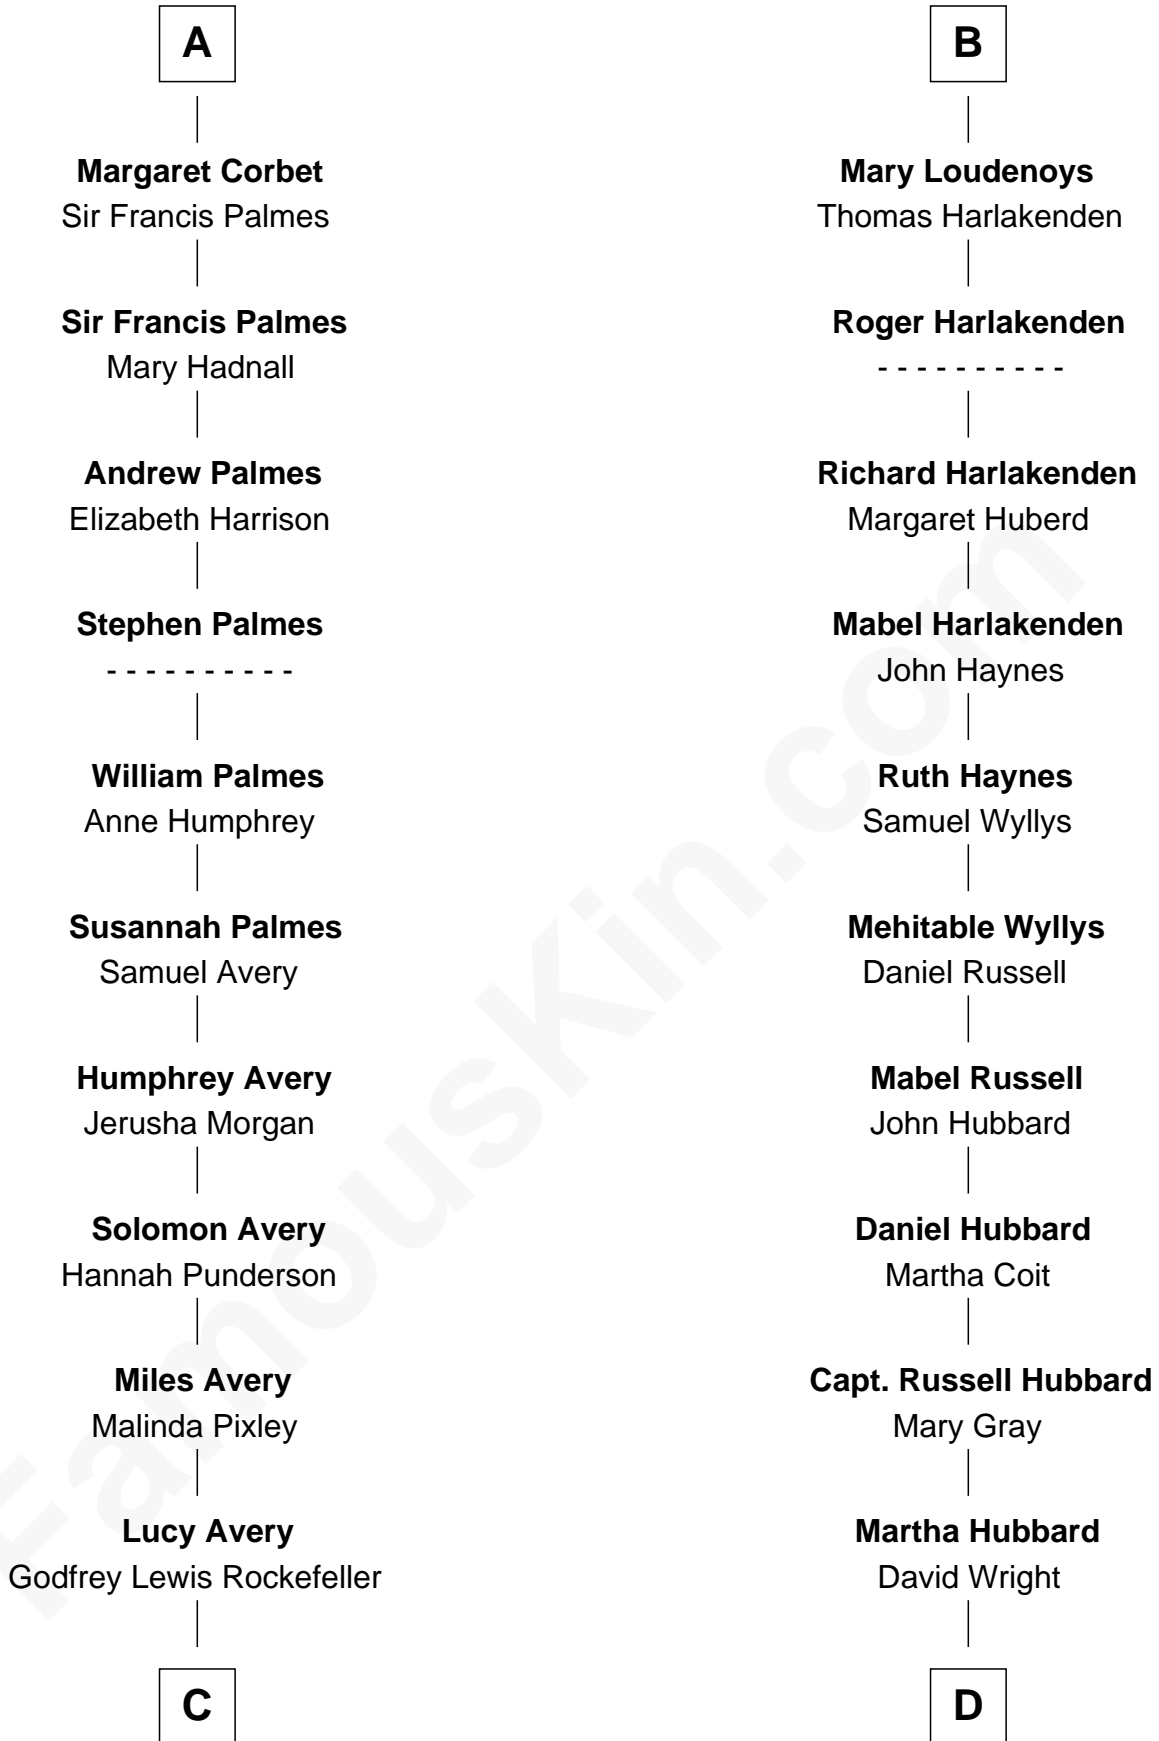 A
Margaret Corbet
Sir Francis Palmes
Sir Francis Palmes
Mary Hadnall
Andrew Palmes
Elizabeth Harrison
Stephen Palmes
- - - - - - - - - -
William Palmes
Anne Humphrey
Susannah Palmes
Samuel Avery
Humphrey Avery
Jerusha Morgan
Solomon Avery
Hannah Punderson
Miles Avery
Malinda Pixley
Lucy Avery
Godfrey Lewis Rockefeller
C
B
Mary Loudenoys
Thomas Harlakenden
Roger Harlakenden
- - - - - - - - - -
Richard Harlakenden
Margaret Huberd
Mabel Harlakenden
John Haynes
Ruth Haynes
Samuel Wyllys
Mehitable Wyllys
Daniel Russell
Mabel Russell
John Hubbard
Daniel Hubbard
Martha Coit
Capt. Russell Hubbard
Mary Gray
Martha Hubbard
David Wright
D
FamousKin.com